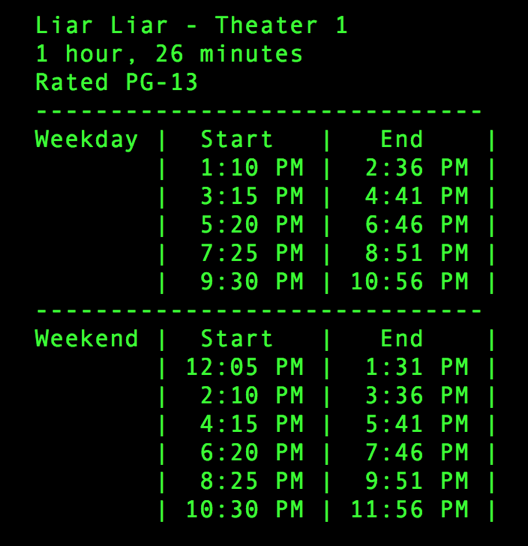 Liar Liar - Theater 1
1 hour, 26 minutes
Rated PG-13
------------------------------
Weekday |  Start   |   End    |
        |  1:10 PM |  2:36 PM |
        |  3:15 PM |  4:41 PM |
        |  5:20 PM |  6:46 PM |
        |  7:25 PM |  8:51 PM |
        |  9:30 PM | 10:56 PM |
------------------------------
Weekend |  Start   |   End    |
        | 12:05 PM |  1:31 PM |
        |  2:10 PM |  3:36 PM |
        |  4:15 PM |  5:41 PM |
        |  6:20 PM |  7:46 PM |
        |  8:25 PM |  9:51 PM |
        | 10:30 PM | 11:56 PM |